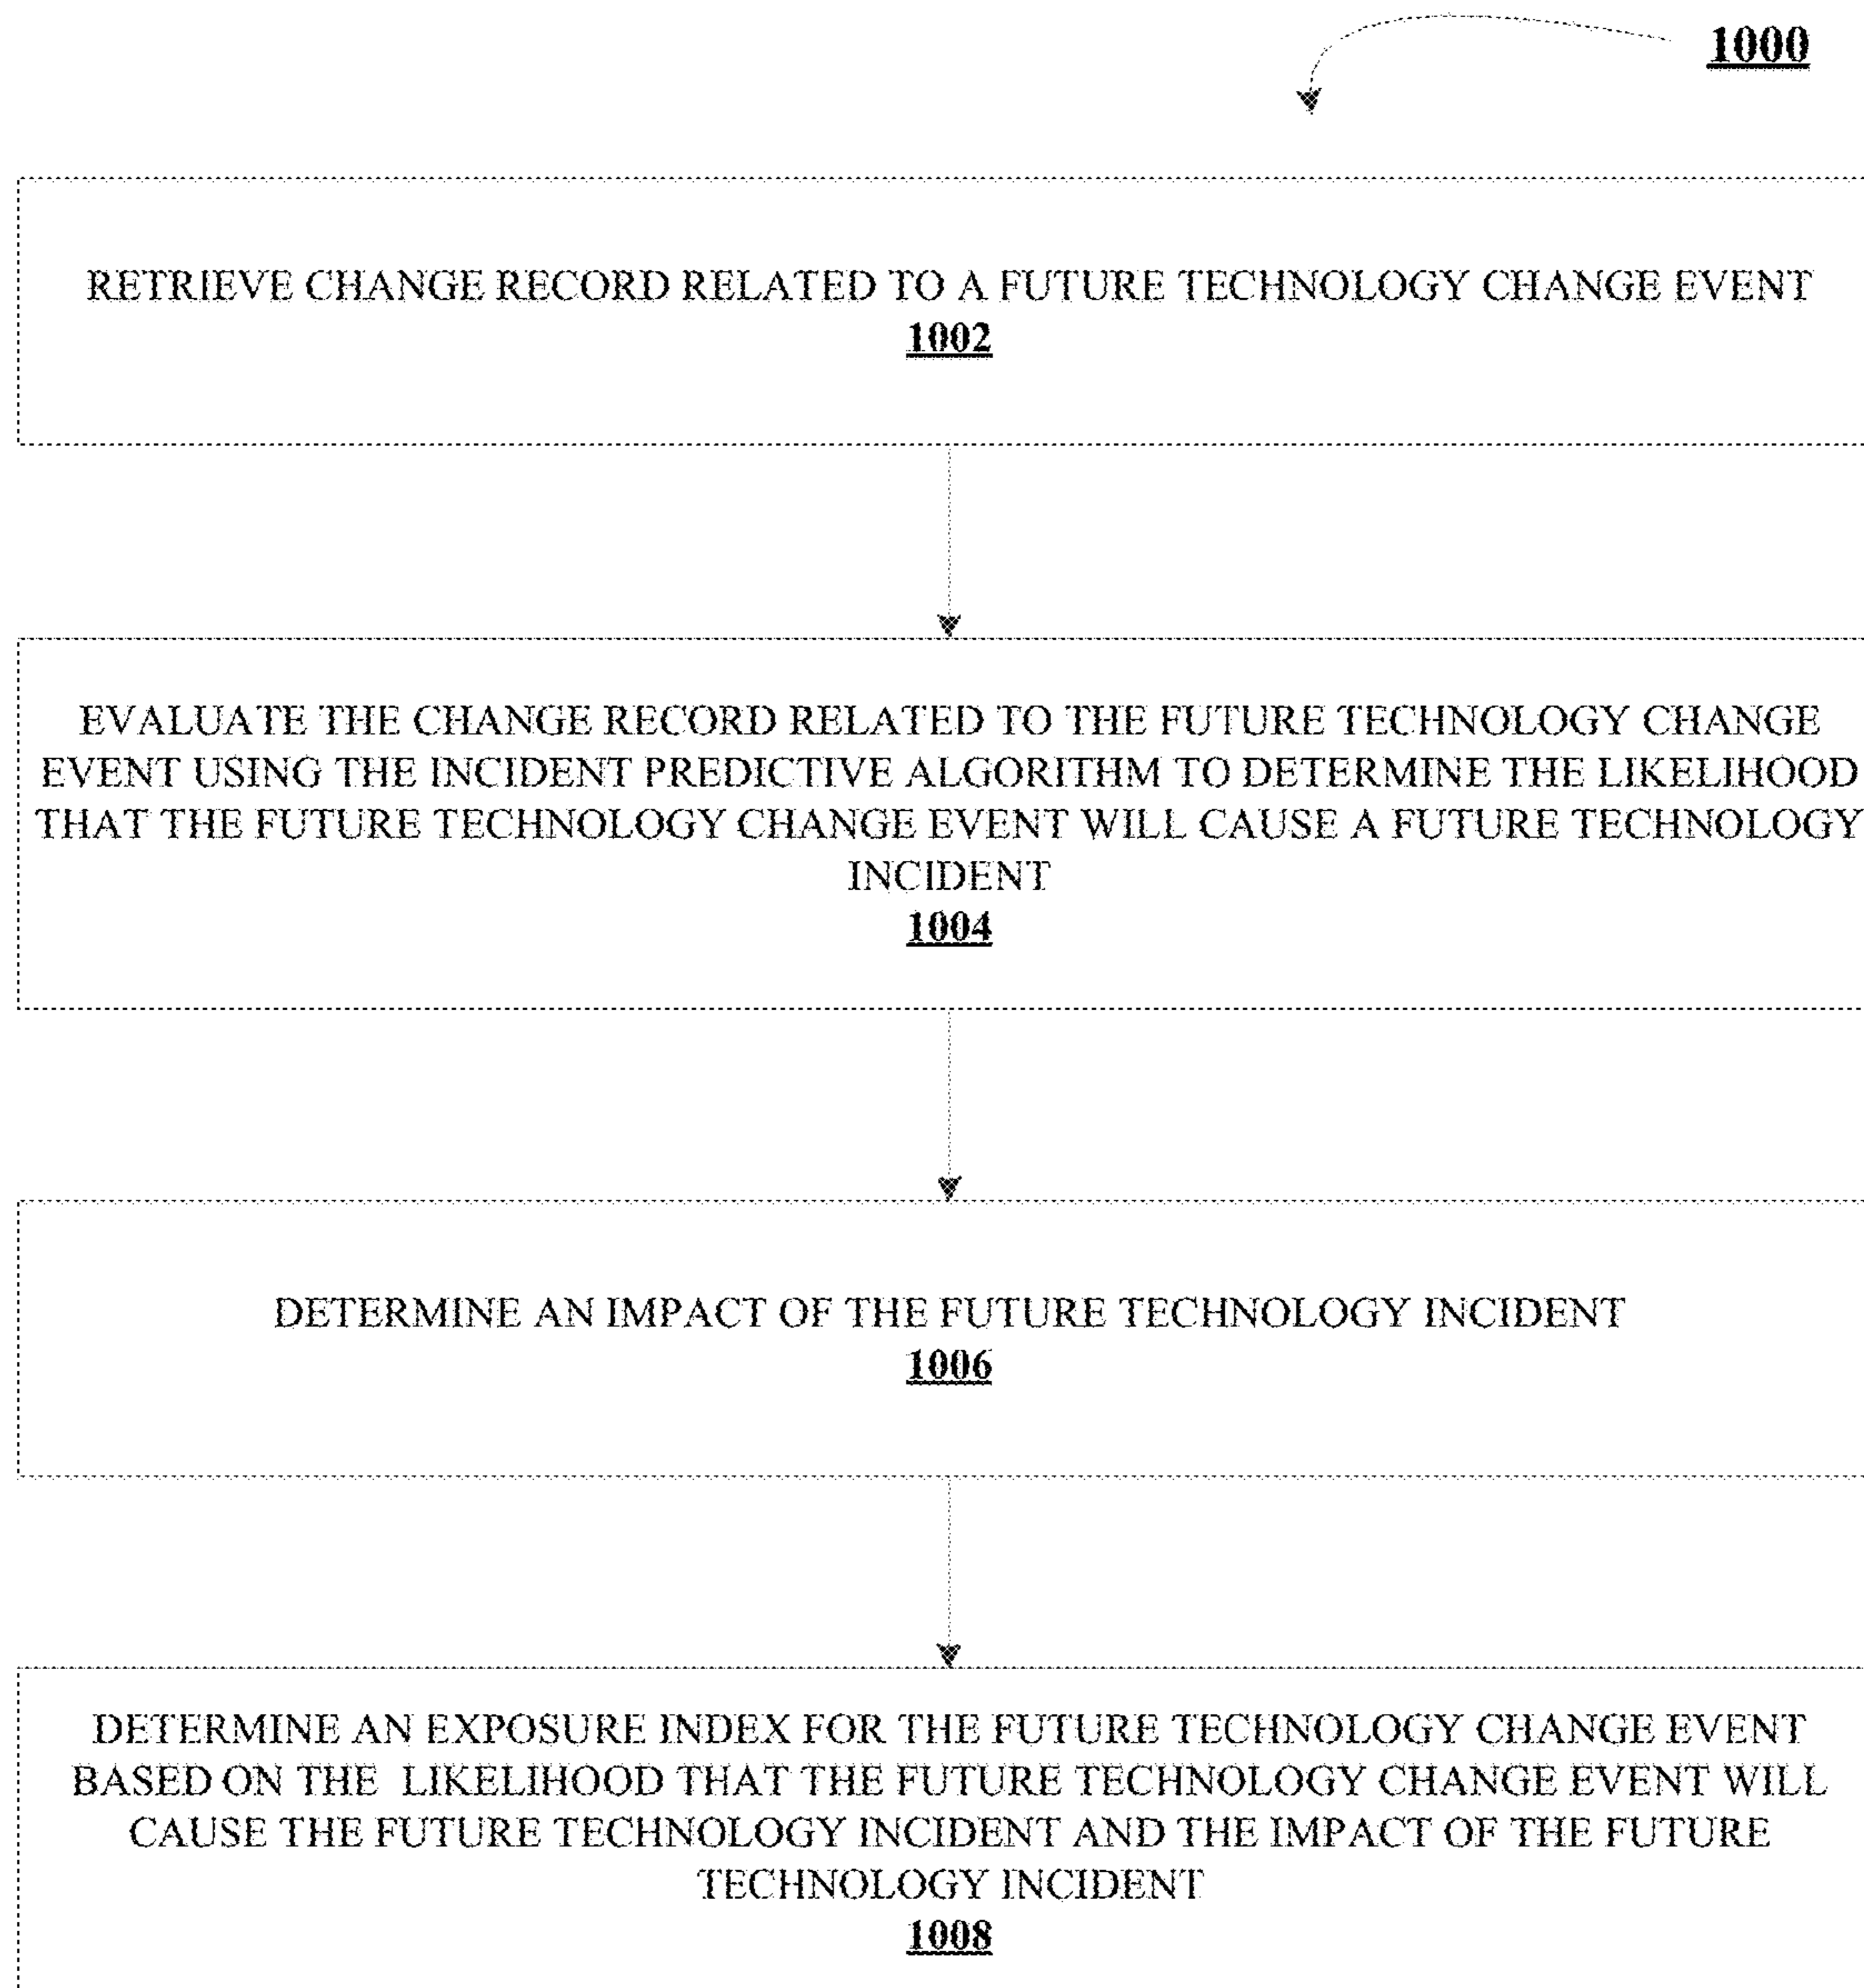 1000
RETRIEVE CHANGE RECORD RELATED TO A FUTURE TECHNOLOGY CHANGE EVENT
1002
EVALUATE THE CHANGE RECORD RELATED TO THE FUTURE TECHNOLOGY CHANGE
EVENT USING THE INCIDENT PREDICTIVE ALGORITHM TO DETERMINE THE LIKELIHOOD
THAT THE FUTURE TECHNOLOGY CHANGE EVENT WILL CAUSE A FUTURE TECHNOLOGY
INCIDENT
1004
DETERMINE AN IMPACT OF THE FUTURE TECHNOLOGY INCIDENT
1006
DETERMINE AN EXPOSURE INDEX FOR THE FUTURE TECHNOLOGY CHANGE EVENT
BASED ON THE LIKELIHOOD THAT THE FUTURE TECHNOLOGY CHANGE EVENT WILL
CAUSE THE FUTURE TECHNOLOGY INCIDENT AND THE IMPACT OF THE FUTURE
TECHNOLOGY INCIDENT
1008